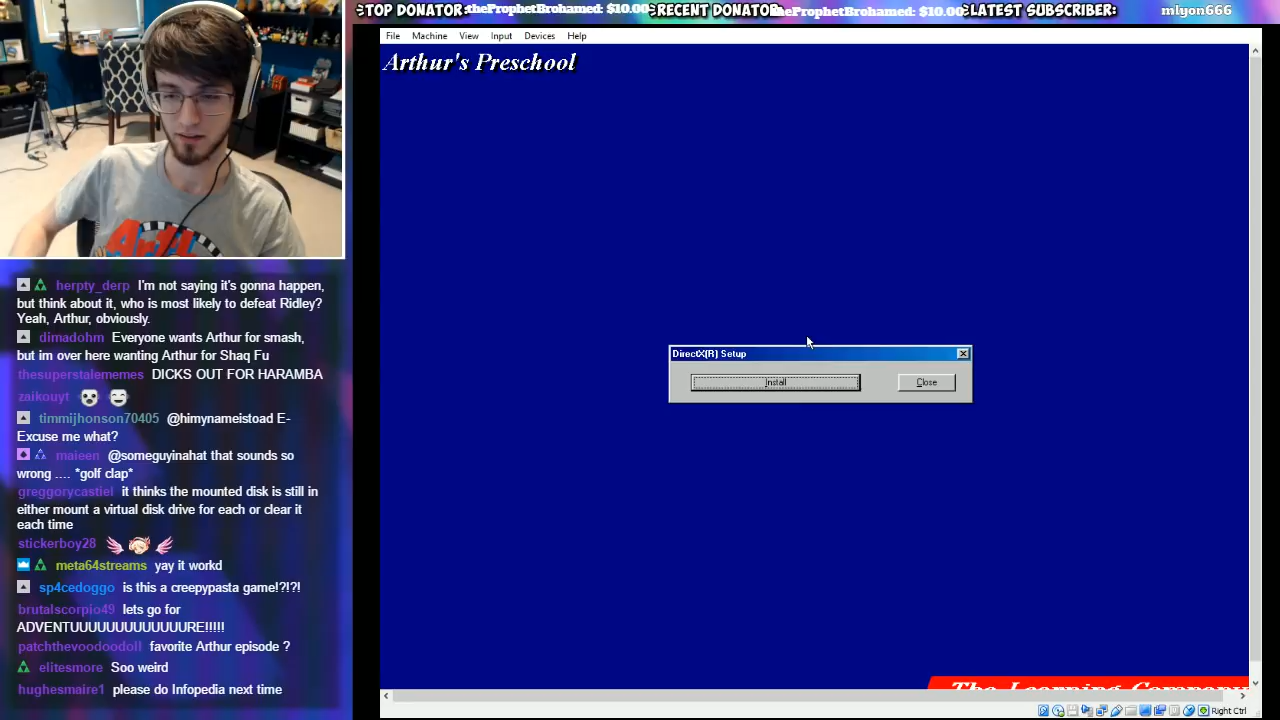 TOP DONATOR: theProphetBrohamed: $10.00 RECENT DONATOR: theProphetBrohamed: $10.00 LATEST SUBSCRIBER: mlyon666
File Machine View Input Devices Help
Arthur's Preschool
herpty_derp I'm not saying it's gonna happen,
but think about it, who is most likely to defeat Ridley?
Yeah, Arthur, obviously.
dimadohm Everyone wants Arthur for smash,
but im over here wanting Arthur for Shaq Fu
thesuperstalememes DICKS OUT FOR HARAMBA
zaikouyt
timmijhonson70405 @himynameistoad E-
Excuse me what?
maieen @someguyinahat that sounds so
wrong .... *golf clap*
greggorycastiel it thinks the mounted disk is still in
either mount a virtual disk drive for each or clear it
each time
stickerboy28
meta64streams yay it workd
sp4cedoggo is this a creepypasta game!?!?!
brutalscorpio49 lets go for
ADVENTUUUUUUUUUUUURE!!!!!
patchthevoodoodoll favorite Arthur episode ?
elitesmore Soo weird
hughesmaire1 please do Infopedia next time
DirectX(R) Setup
Install Close
The Learning Company
Right Ctrl